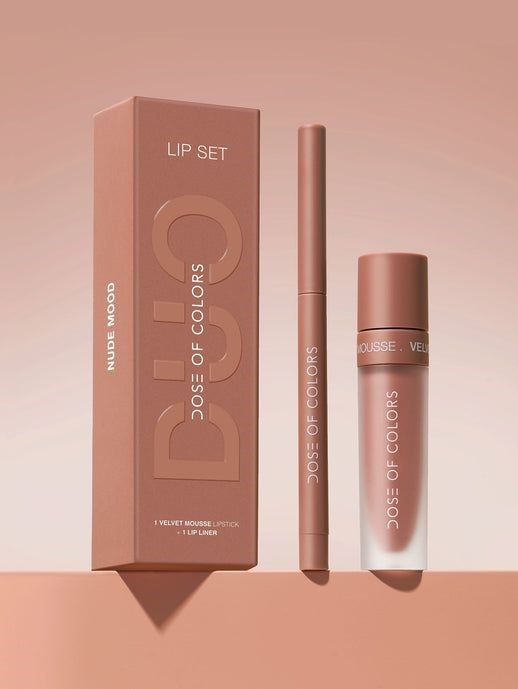 LIP SET
DUO
DOSE OF COLORS
NUDE MOOD
1 VELVET MOUSSE LIPSTICK
+ 1 LIP LINER
DOSE OF COLORS
MOUSSE . VELV
DOSE OF COLORS